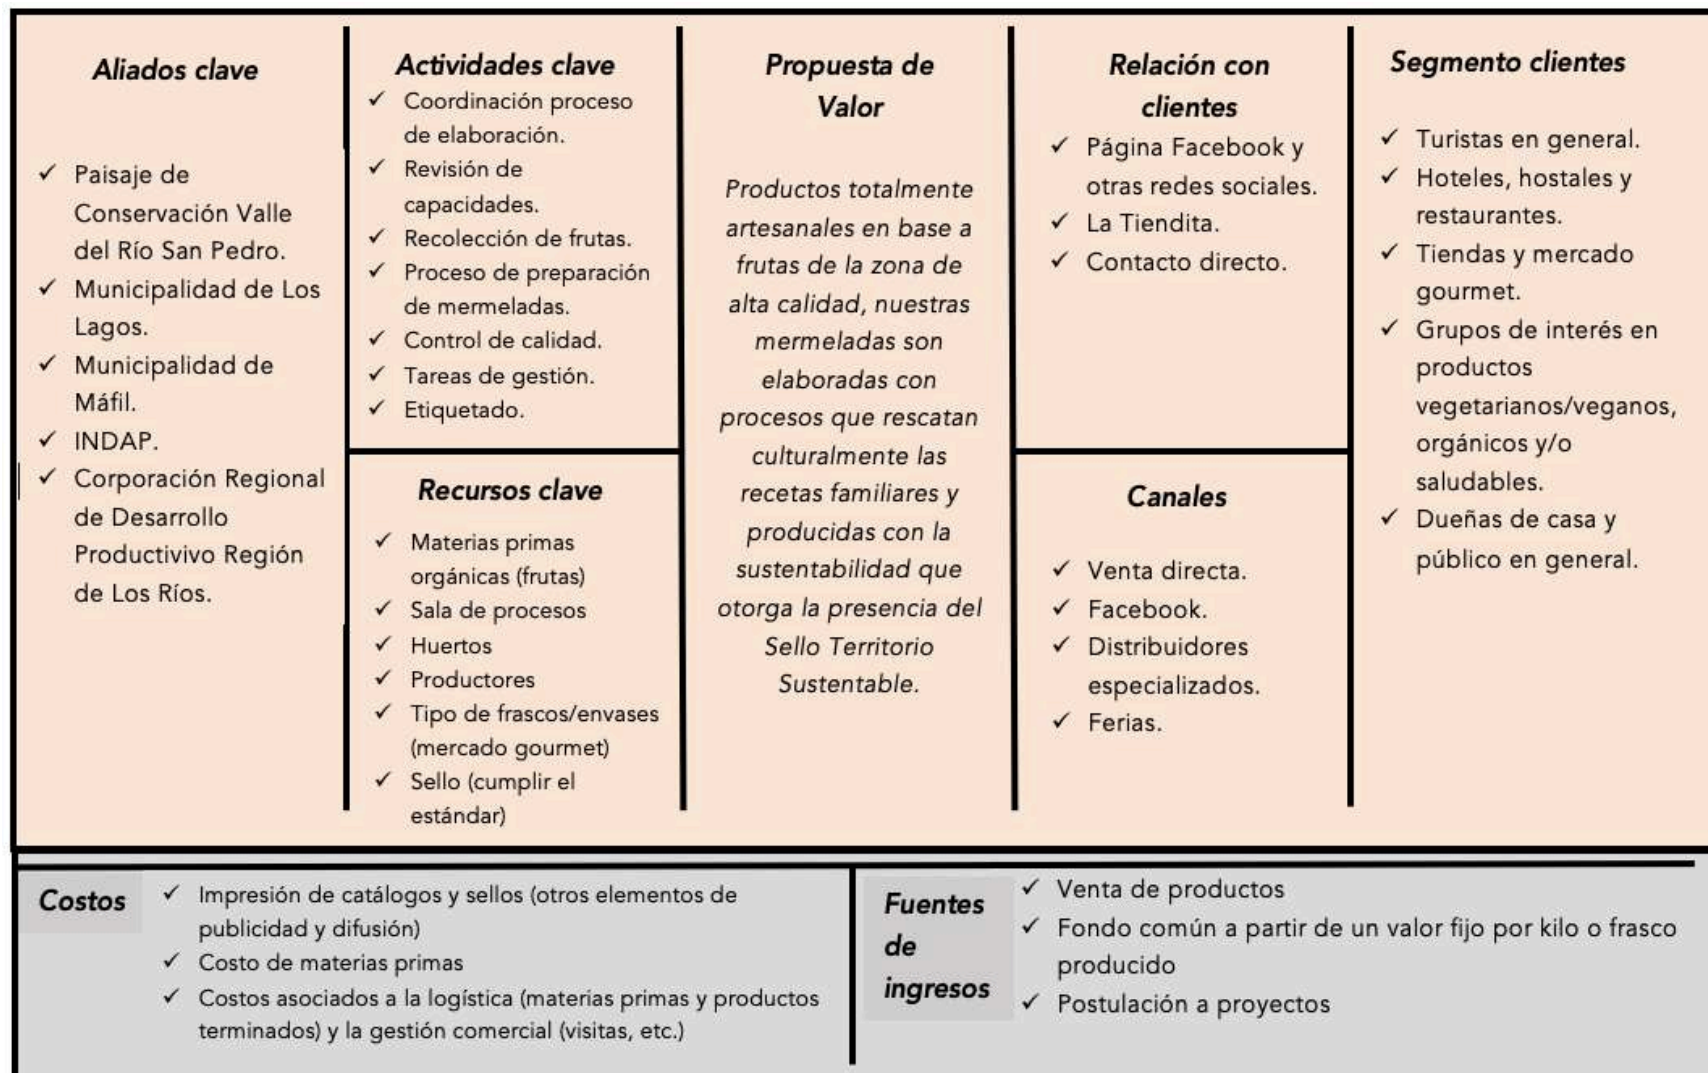 Aliados clave
✓ Paisaje de
Conservación Valle
del Río San Pedro.
✓ Municipalidad de Los
Lagos.
✓ Municipalidad de
Máfil.
✓ INDAP.
✓ Corporación Regional
de Desarrollo
Productivivo Región
de Los Ríos.
Actividades clave
✓ Coordinación proceso
de elaboración.
✓ Revisión de
capacidades.
✓ Recolección de frutas.
✓ Proceso de preparación
de mermeladas.
✓ Control de calidad.
✓ Tareas de gestión.
✓ Etiquetado.
Recursos clave
✓ Materias primas
orgánicas (frutas)
✓ Sala de procesos
✓ Huertos
✓ Productores
✓ Tipo de frascos/envases
(mercado gourmet)
✓ Sello (cumplir el
estándar)
Propuesta de
Valor
Productos totalmente
artesanales en base a
frutas de la zona de
alta calidad, nuestras
mermeladas son
elaboradas con
procesos que rescatan
culturalmente las
recetas familiares y
producidas con la
sustentabilidad que
otorga la presencia del
Sello Territorio
Sustentable.
Relación con
clientes
✓ Página Facebook y
otras redes sociales.
✓ La Tiendita.
✓ Contacto directo.
Canales
✓ Venta directa.
✓ Facebook.
✓ Distribuidores
especializados.
✓ Ferias.
Segmento clientes
✓ Turistas en general.
✓ Hoteles, hostales y
restaurantes.
✓ Tiendas y mercado
gourmet.
✓ Grupos de interés en
productos
vegetarianos/veganos,
orgánicos y/o
saludables.
✓ Dueñas de casa y
público en general.
Costos
✓ Impresión de catálogos y sellos (otros elementos de
publicidad y difusión)
✓ Costo de materias primas
✓ Costos asociados a la logística (materias primas y productos
terminados) y la gestión comercial (visitas, etc.)
Fuentes
de
ingresos
✓ Venta de productos
✓ Fondo común a partir de un valor fijo por kilo o frasco
producido
✓ Postulación a proyectos